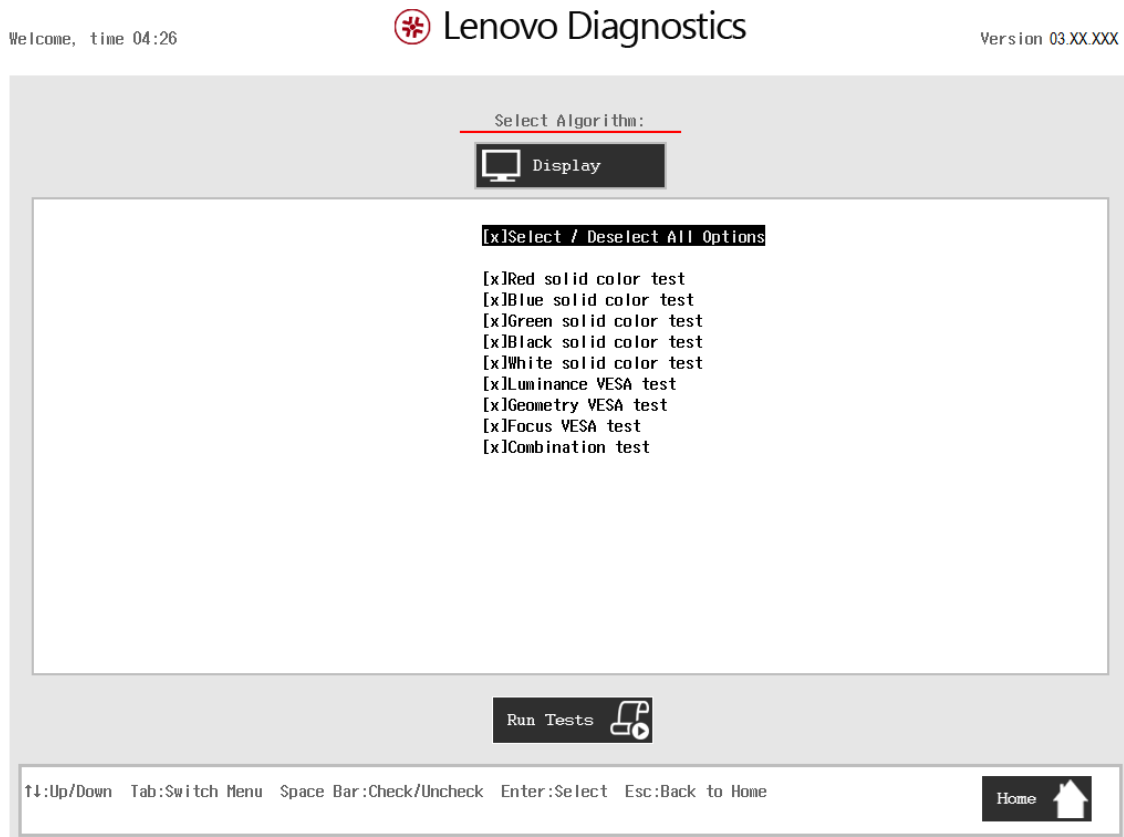 Welcome, time 04:26
Lenovo Diagnostics
Version 03.XX.XXX
Select Algorithm:
Display
[x]Select / Deselect All Options
[x]Red solid color test
[x]Blue solid color test
[x]Green solid color test
[x]Black solid color test
[x]White solid color test
[x]Luminance VESA test
[x]Geometry VESA test
[x]Focus VESA test
[x]Combination test
Run Tests
↑↓:Up/Down Tab:Switch Menu Space Bar:Check/Uncheck Enter:Select Esc:Back to Home
Home